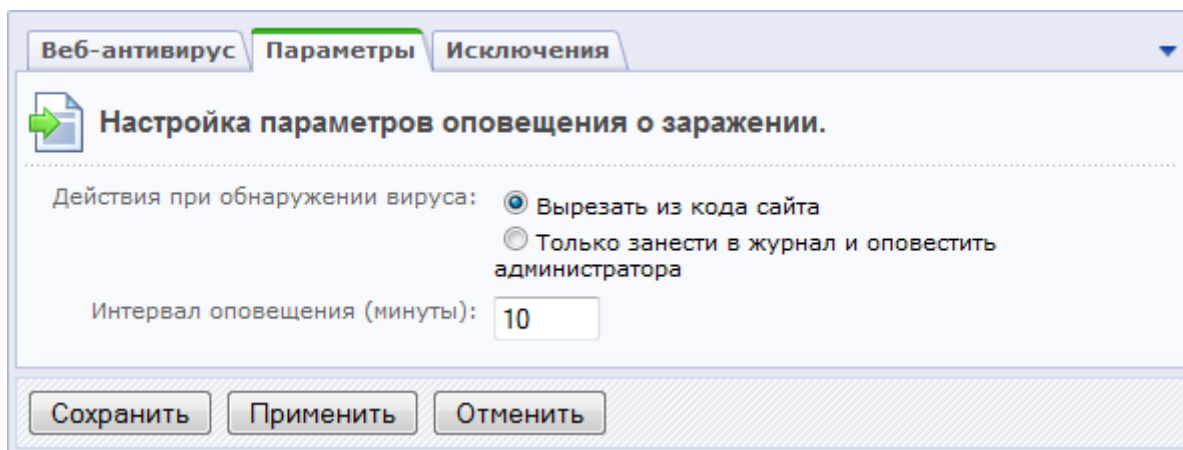 Веб-антивирус Параметры Исключения
Настройка параметров оповещения о заражении.
Действия при обнаружении вируса:
Вырезать из кода сайта
Только занести в журнал и оповестить
администратора
Интервал оповещения (минуты): 10
Сохранить Применить Отменить